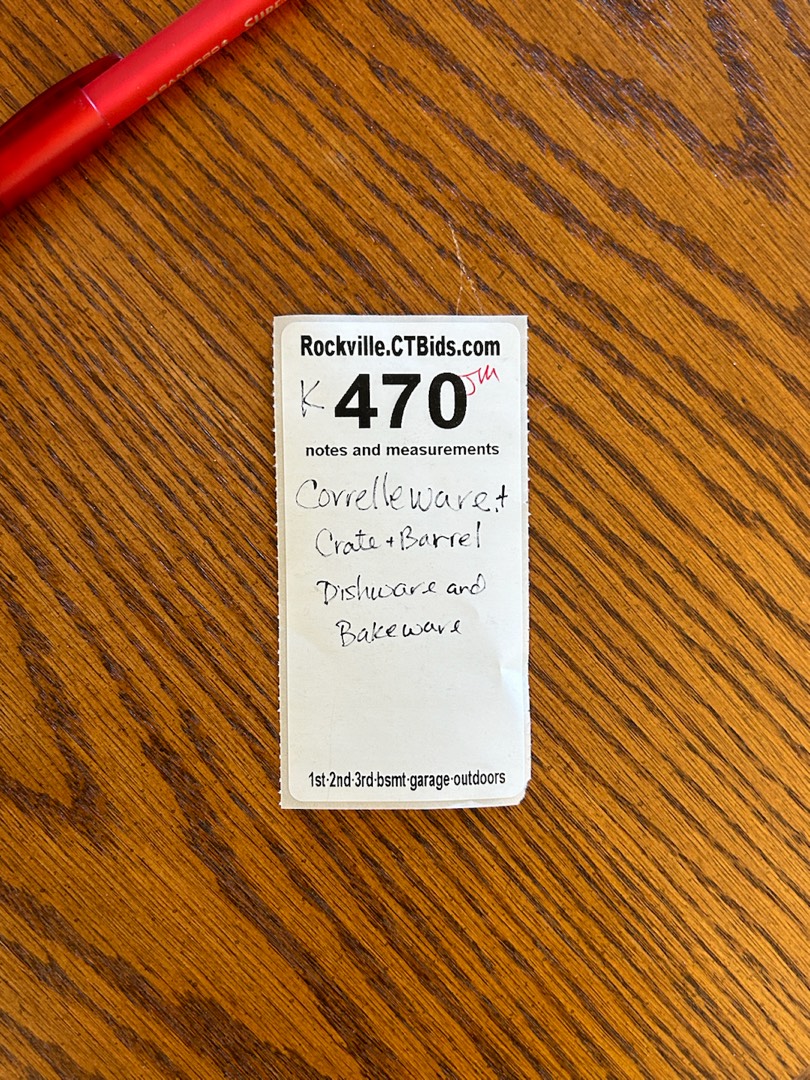 Rockville.CTBids.com
K 470 JM
notes and measurements
Correlleware +
Crate + Barrel
Dishware and
Bakeware
1st·2nd·3rd·bsmt·garage·outdoors